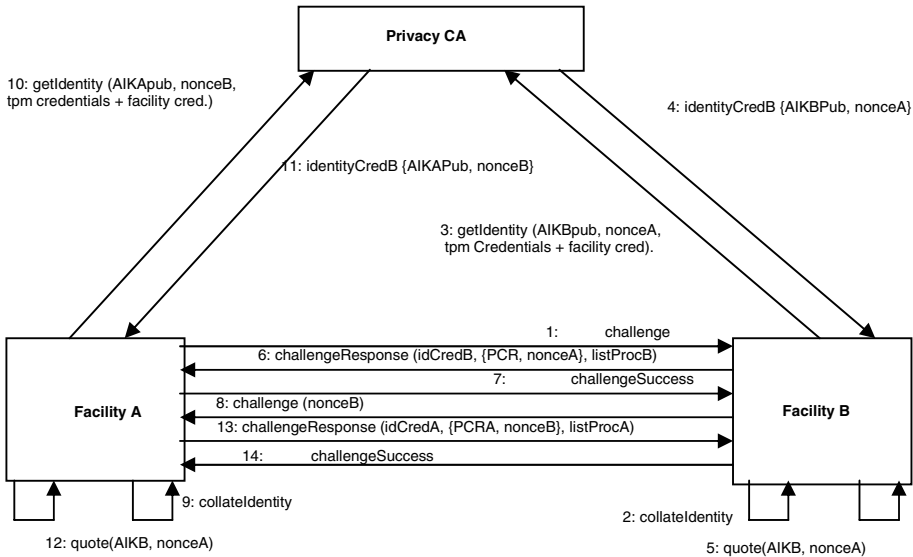 Privacy CA
10: getIdentity (AIKApub, nonceB,
tpm credentials + facility cred.)
4: identityCredB {AIKBPub, nonceA}
11: identityCredB {AIKAPub, nonceB}
3: getIdentity (AIKBpub, nonceA,
tpm Credentials + facility cred).
1: challenge
6: challengeResponse (idCredB, {PCR, nonceA}, listProcB)
7: challengeSuccess
8: challenge (nonceB)
Facility A
Facility B
13: challengeResponse (idCredA, {PCRA, nonceB}, listProcA)
14: challengeSuccess
9: collateIdentity
2: collateIdentity
12: quote(AIKB, nonceA)
5: quote(AIKB, nonceA)